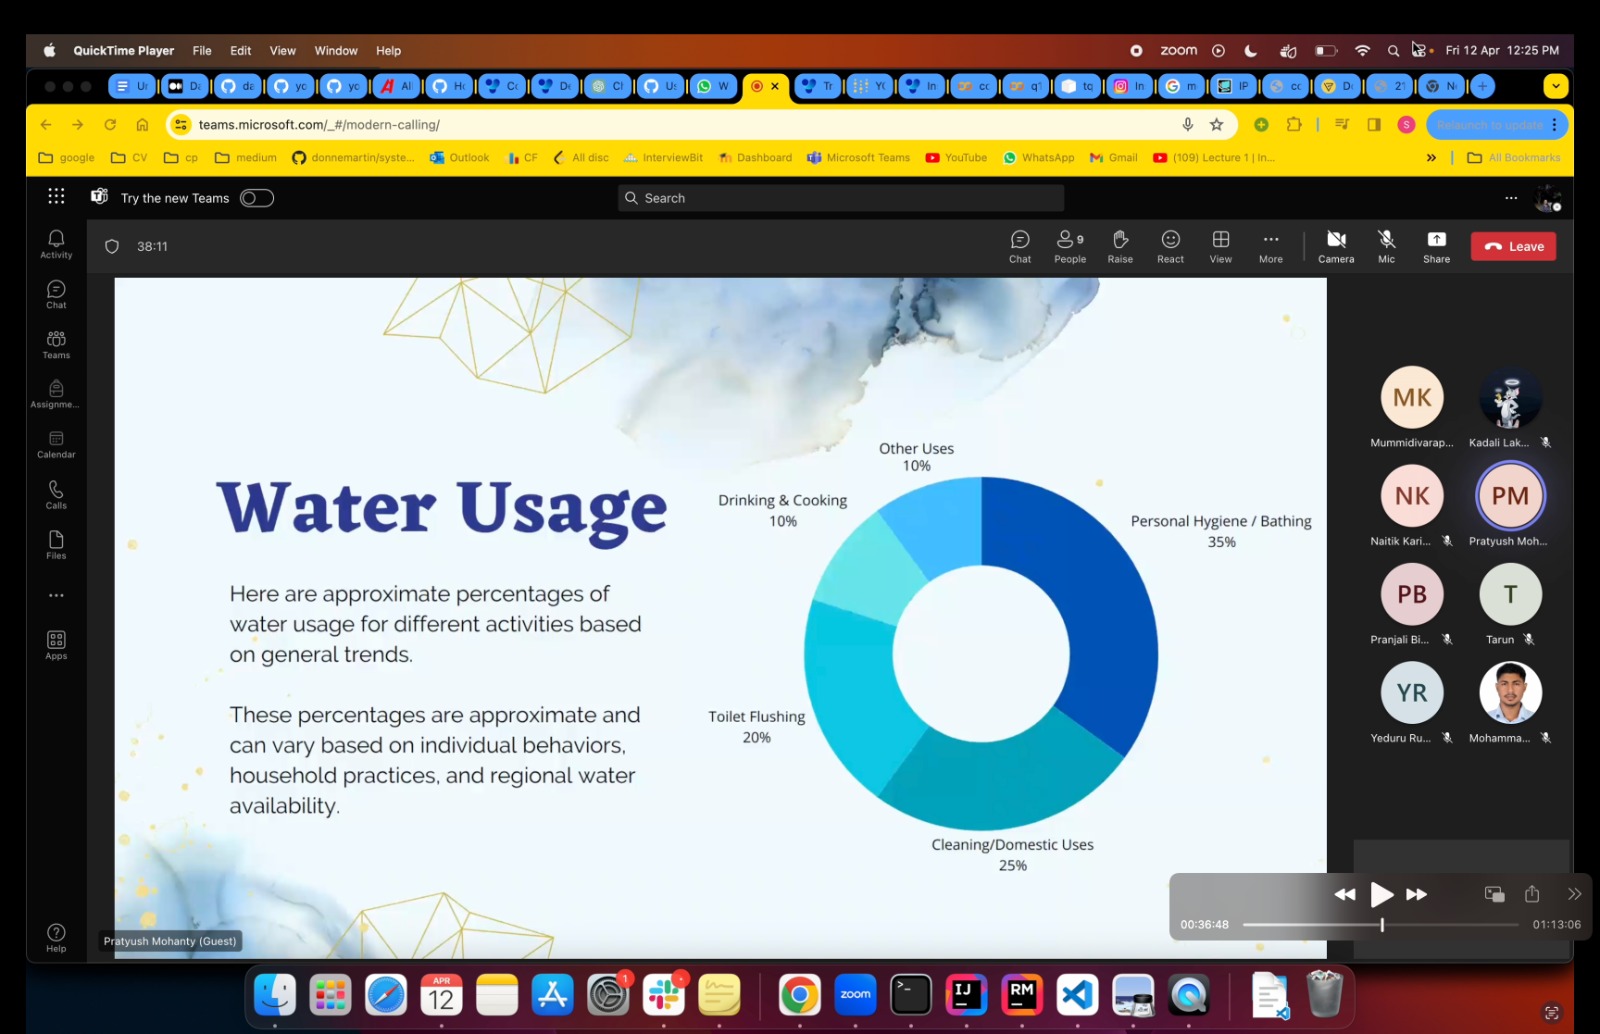 QuickTime Player File Edit View Window Help zoom Fri 12 Apr 12:25 PM
teams.microsoft.com/_#/modern-calling/ S Relaunch to update
google CV cp medium donnemartin/syste... Outlook CF All disc InterviewBit Dashboard Microsoft Teams YouTube WhatsApp Gmail (109) Lecture 1 | In... All Bookmarks
Try the new Teams Search
Activity
Chat
Teams
Assignme...
Calendar
Calls
Files
Apps
Help
38:11
Chat 9 People Raise React View More Camera Mic Share Leave
Water Usage
Here are approximate percentages of
water usage for different activities based
on general trends.
These percentages are approximate and
can vary based on individual behaviors,
household practices, and regional water
availability.
Other Uses
10%
Drinking & Cooking
10%
Personal Hygiene / Bathing
35%
Toilet Flushing
20%
Cleaning/Domestic Uses
25%
Pratyush Mohanty (Guest)
MK
Mummidivarap... Kadali Lak...
NK PM
Naitik Kari... Pratyush Moh...
PB T
Pranjali Bi... Tarun
YR
Yeduru Ru... Mohamma...
00:36:48 01:13:06
APR
12
1
zoom
IJ
RM